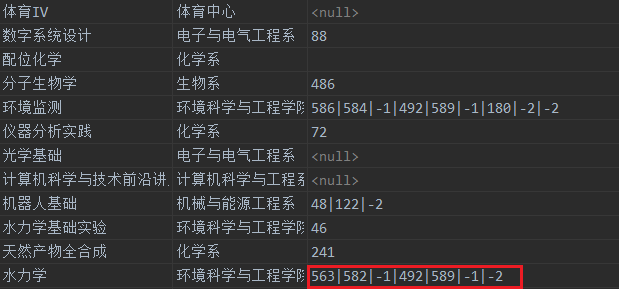 体育IV 体育中心 <null>
数字系统设计 电子与电气工程系 88
配位化学 化学系
分子生物学 生物系 486
环境监测 环境科学与工程学院 586|584|-1|492|589|-1|180|-2|-2
仪器分析实践 化学系 72
光学基础 电子与电气工程系 <null>
计算机科学与技术前沿讲. 计算机科学与工程系 <null>
机器人基础 机械与能源工程系 48|122|-2
水力学基础实验 环境科学与工程学院 46
天然产物全合成 化学系 241
水力学 环境科学与工程学院 563|582|-1|492|589|-1|-2